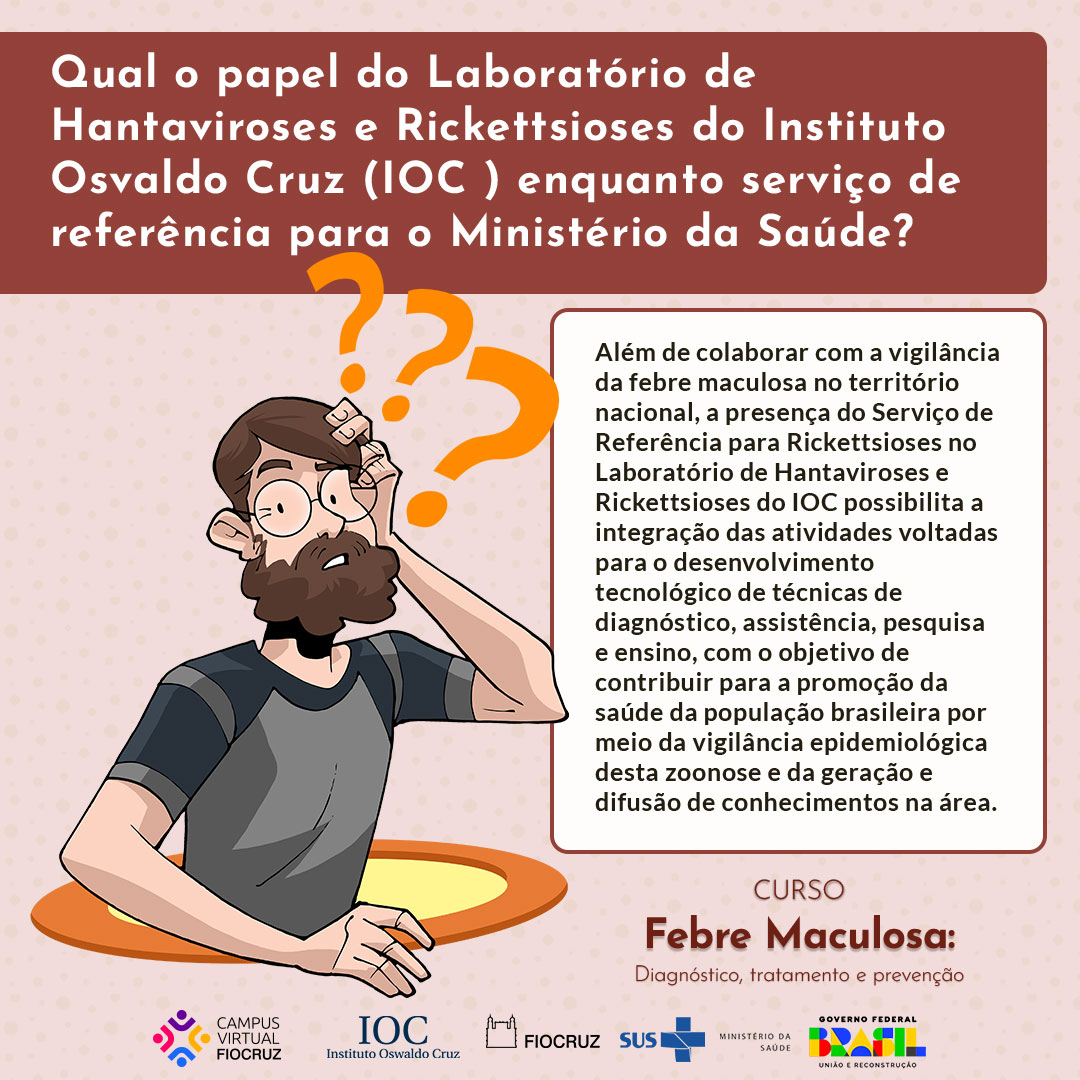 Qual o papel do Laboratório de
Hantaviroses e Rickettsioses do Instituto
Osvaldo Cruz (IOC ) enquanto serviço de
referência para o Ministério da Saúde?
???
Além de colaborar com a vigilância
da febre maculosa no território
nacional, a presença do Serviço de
Referência para Rickettsioses no
Laboratório de Hantaviroses e
Rickettsioses do IOC possibilita a
integração das atividades voltadas
para o desenvolvimento
tecnológico de técnicas de
diagnóstico, assistência, pesquisa
e ensino, com o objetivo de
contribuir para a promoção da
saúde da população brasileira por
meio da vigilância epidemiológica
desta zoonose e da geração e
difusão de conhecimentos na área.
CURSO
Febre Maculosa:
Diagnóstico, tratamento e prevenção
CAMPUS
VIRTUAL
FIOCRUZ
IOC
Instituto Oswaldo Cruz
FIOCRUZ
SUS
MINISTÉRIO DA
SAÚDE
GOVERNO FEDERAL
BRASIL
UNIÃO E RECONSTRUÇÃO